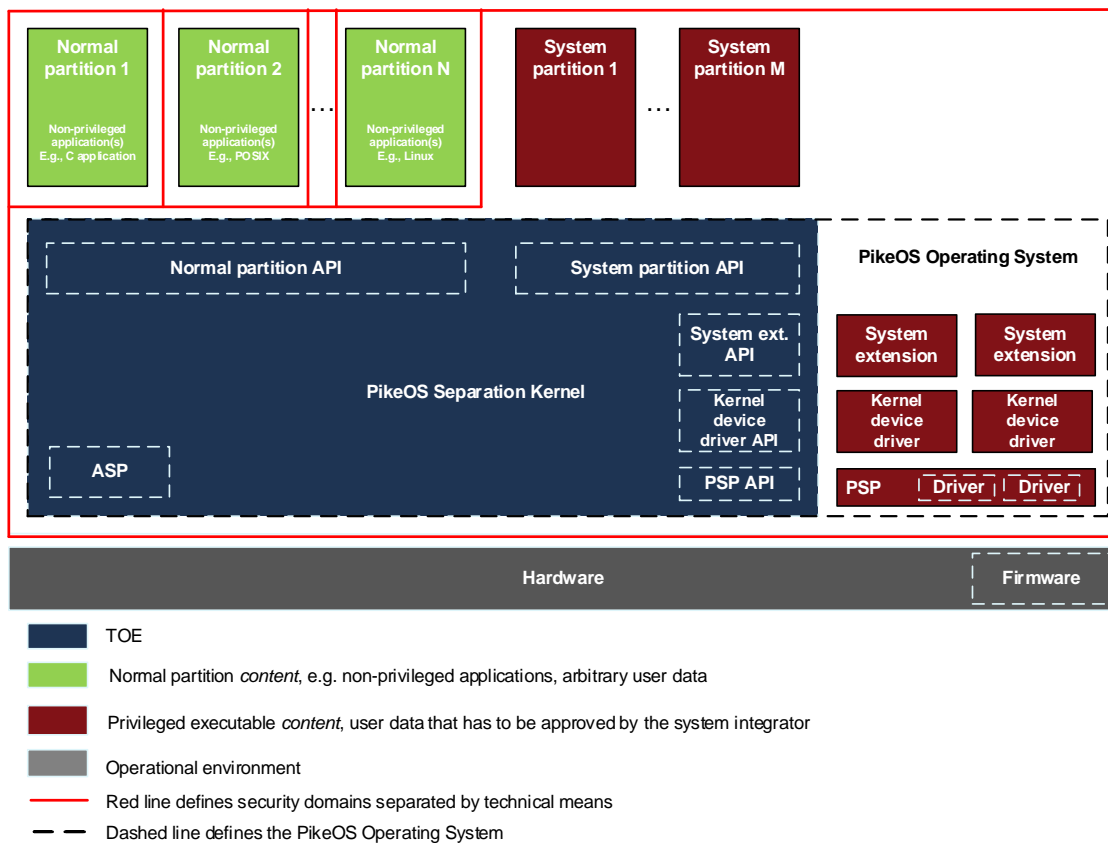 Normal
partition 1
Non-privileged
application(s)
E.g., C application
Normal
partition 2
Non-privileged
application(s)
E.g., POSIX
...
Normal
partition N
Non-privileged
application(s)
E.g., Linux
System
partition 1
...
System
partition M
Normal partition API
System partition API
PikeOS Operating System
System ext.
API
System
extension
System
extension
PikeOS Separation Kernel
Kernel
device
driver API
Kernel
device
driver
Kernel
device
driver
ASP
PSP API
PSP
Driver
Driver
Hardware
Firmware
TOE
Normal partition content, e.g. non-privileged applications, arbitrary user data
Privileged executable content, user data that has to be approved by the system integrator
Operational environment
Red line defines security domains separated by technical means
Dashed line defines the PikeOS Operating System